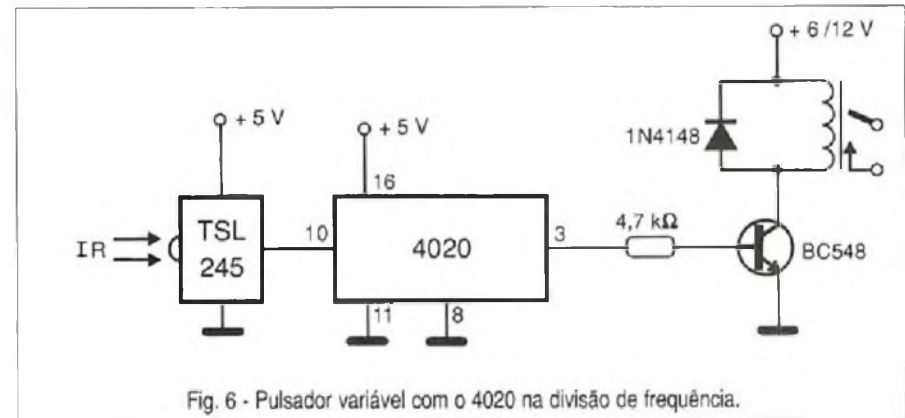 + 6 /12 V
+ 5 V
+ 5 V
1N4148
16
4,7 kΩ
IR
TSL
245
10
4020
3
BC548
11
8
Fig. 6 - Pulsador variável com o 4020 na divisão de frequência.